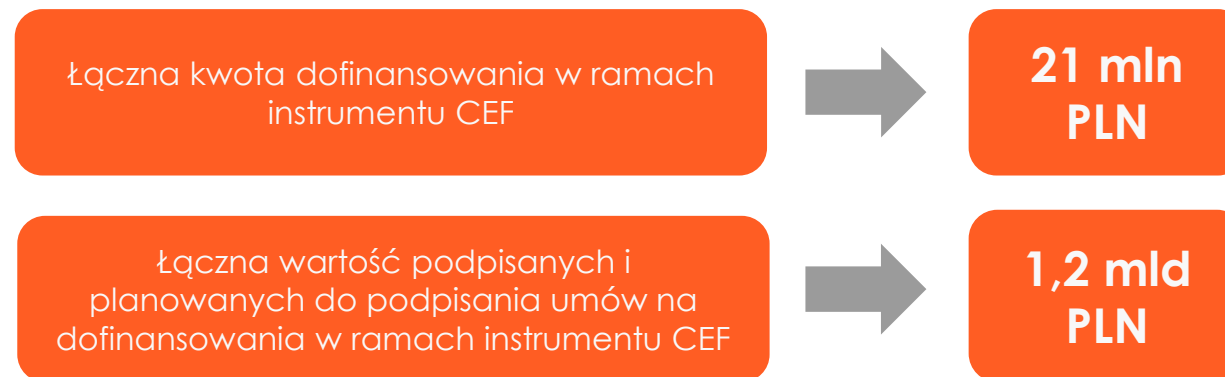 Łączna kwota dofinansowania w ramach
instrumentu CEF
21 mln
PLN
Łączna wartość podpisanych i
planowanych do podpisania umów na
dofinansowania w ramach instrumentu CEF
1,2 mld
PLN